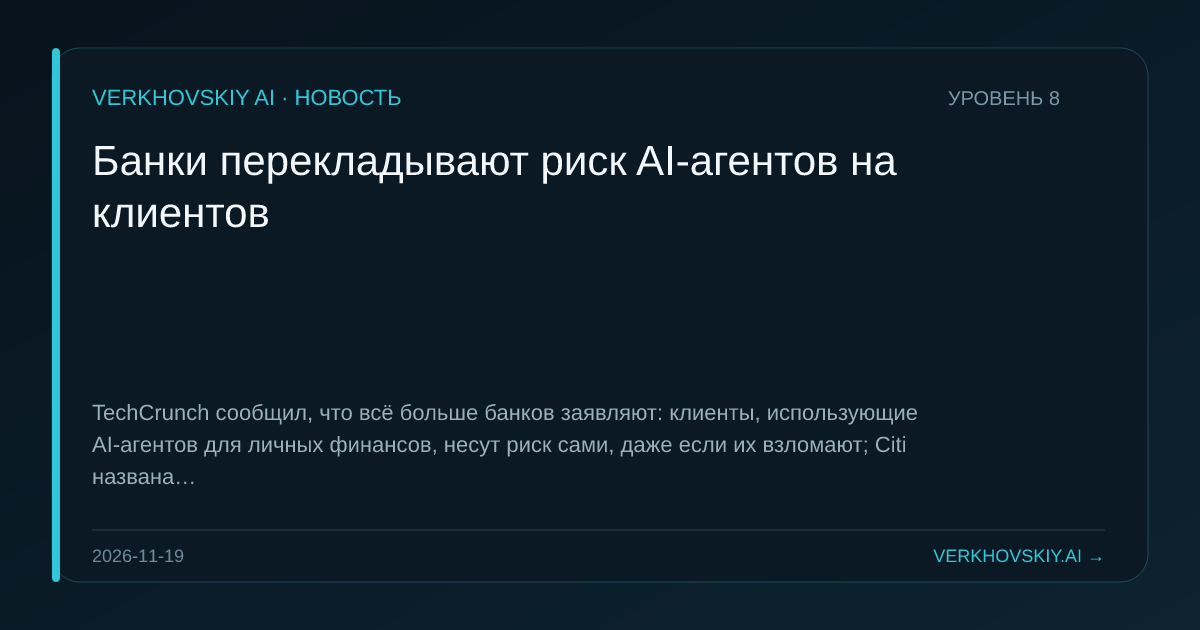 VERKHOVSKIY AI · НОВОСТЬ
УРОВЕНЬ 8
Банки перекладывают риск AI-агентов на
клиентов
TechCrunch сообщил, что всё больше банков заявляют: клиенты, использующие
AI-агентов для личных финансов, несут риск сами, даже если их взломают; Citi
названа…
2026-11-19
VERKHOVSKIY.AI →